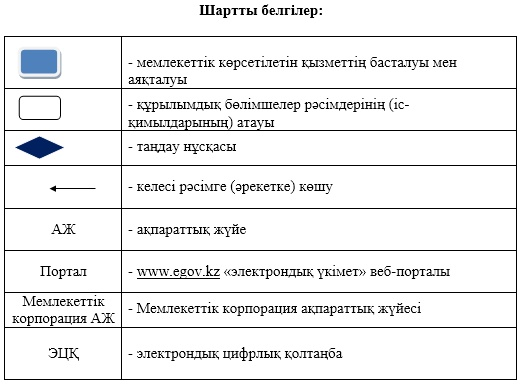 Шартты белгілер:
- мемлекеттік көрсетілетін қызметтің басталуы мен
аяқталуы
- құрылымдық бөлімшелер рәсімдерінің (іс-
қимылдарының) атауы
- таңдау нұсқасы
- келесі рәсімге (әрекетке) көшу
АЖ
- ақпараттық жүйе
Портал
- www.egov.kz «электрондық үкімет» веб-порталы
Мемлекеттік
корпорация АЖ
- Мемлекеттік корпорация ақпараттық жүйесі
ЭЦҚ
- электрондық цифрлық қолтаңба